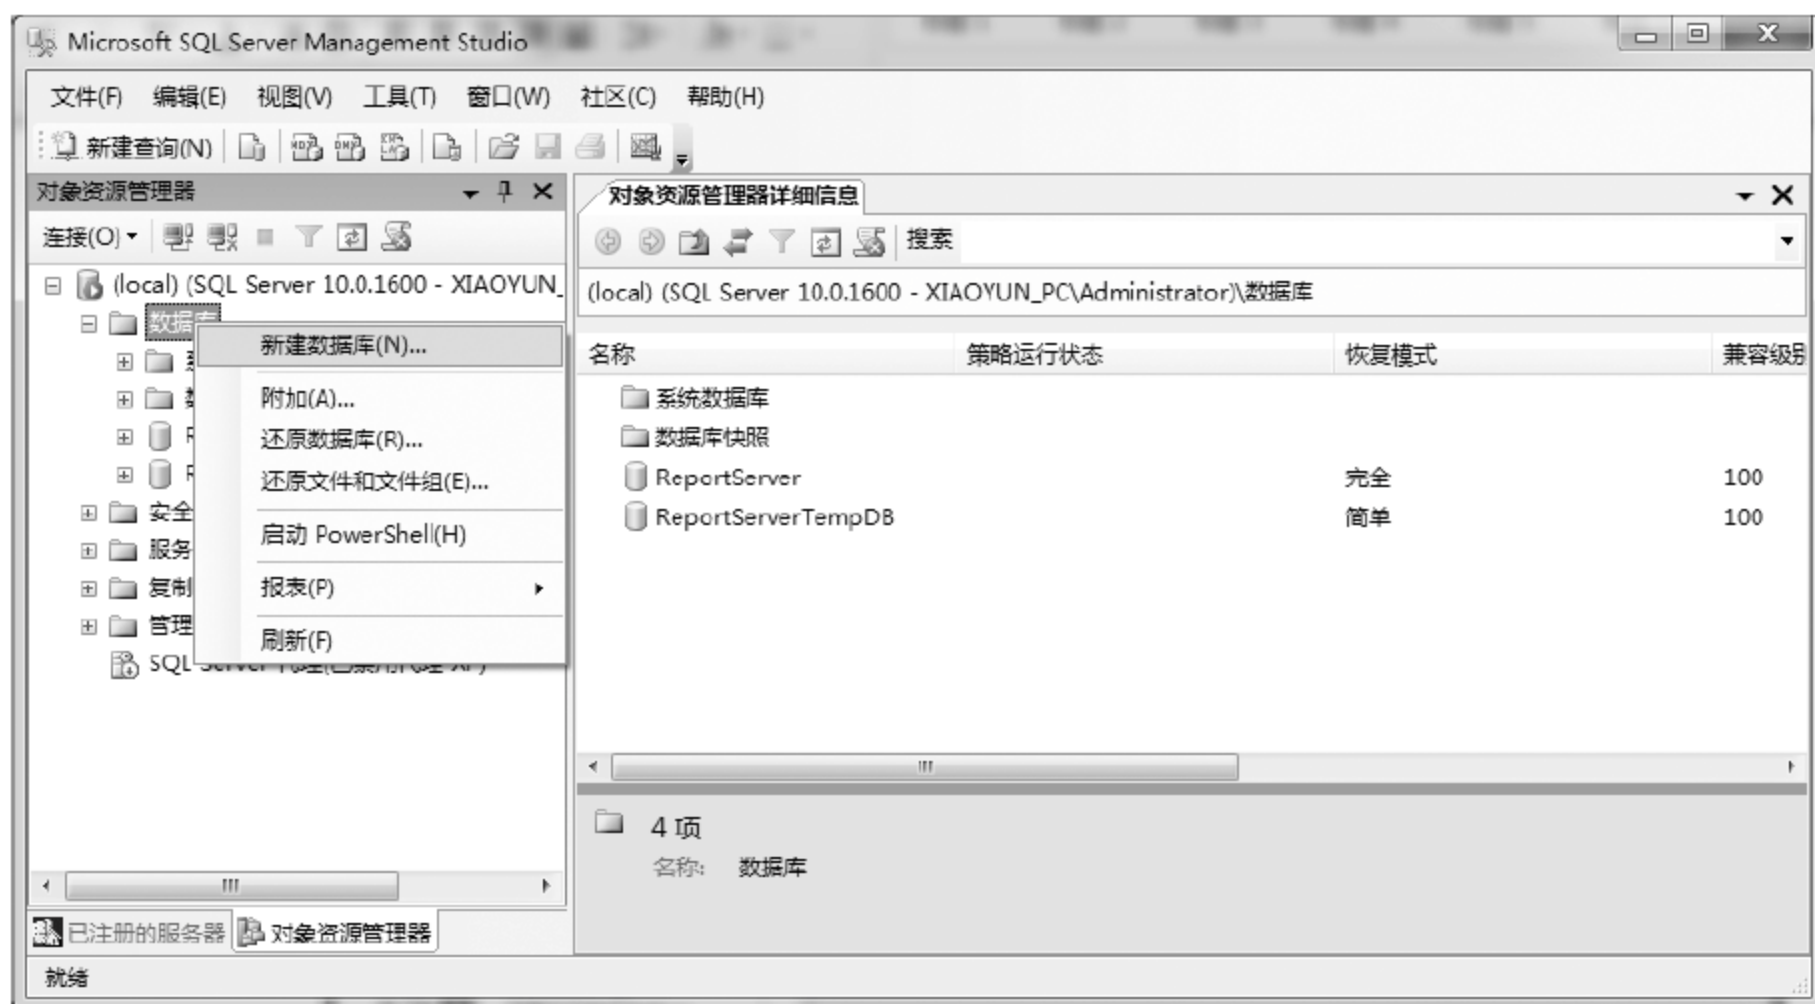 Microsoft SQL Server Management Studio
文件(F) 编辑(E) 视图(V) 工具(T) 窗口(W) 社区(C) 帮助(H)
新建查询(N)
对象资源管理器
连接(O)
(local) (SQL Server 10.0.1600 - XIAOYUN_
数据库
新建数据库(N)...
附加(A)...
还原数据库(R)...
还原文件和文件组(E)...
启动 PowerShell(H)
报表(P)
刷新(F)
安全
服务
复制
管理
SQL Server
已注册的服务器 对象资源管理器
对象资源管理器详细信息
搜索
(local) (SQL Server 10.0.1600 - XIAOYUN_PC\Administrator)\数据库
名称 策略运行状态 恢复模式 兼容级别
系统数据库
数据库快照
ReportServer 完全 100
ReportServerTempDB 简单 100
4 项
名称: 数据库
就绪